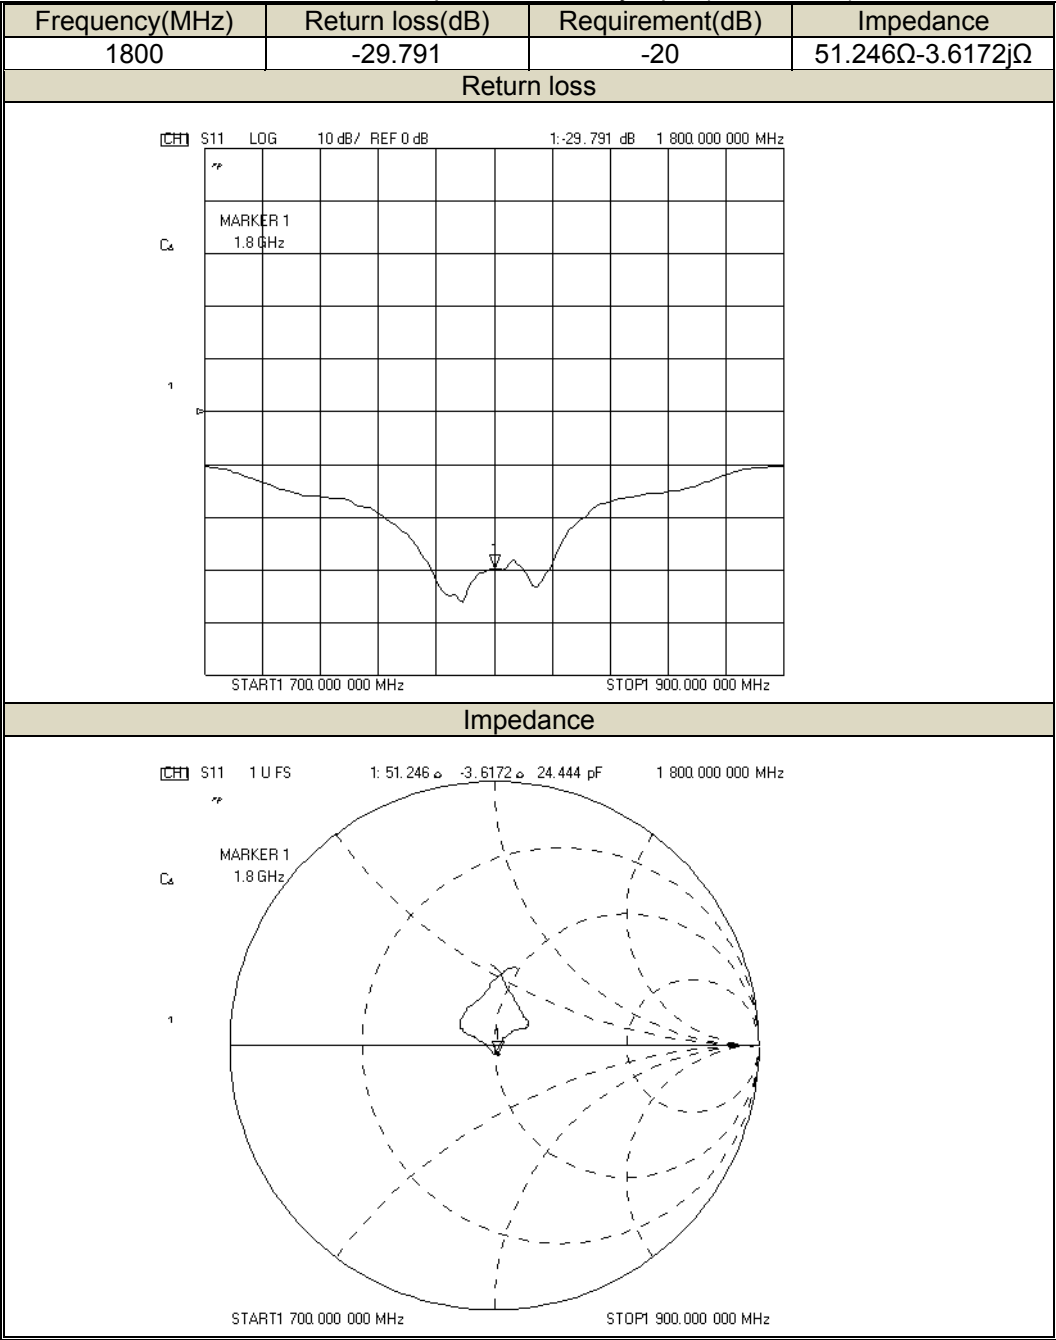 Frequency(MHz) Return loss(dB) Requirement(dB) Impedance
1800 -29.791 -20 51.246Ω-3.6172jΩ
Return loss
CH1 S11 LOG 10 dB/ REF 0 dB 1:-29.791 dB 1 800.000 000 MHz
MARKER 1
1.8 GHz
1
START1 700.000 000 MHz STOP1 900.000 000 MHz
Impedance
CH1 S11 1 U FS 1: 51.246 -3.6172 24.444 pF 1 800.000 000 MHz
MARKER 1
1.8 GHz
1
START1 700.000 000 MHz STOP1 900.000 000 MHz